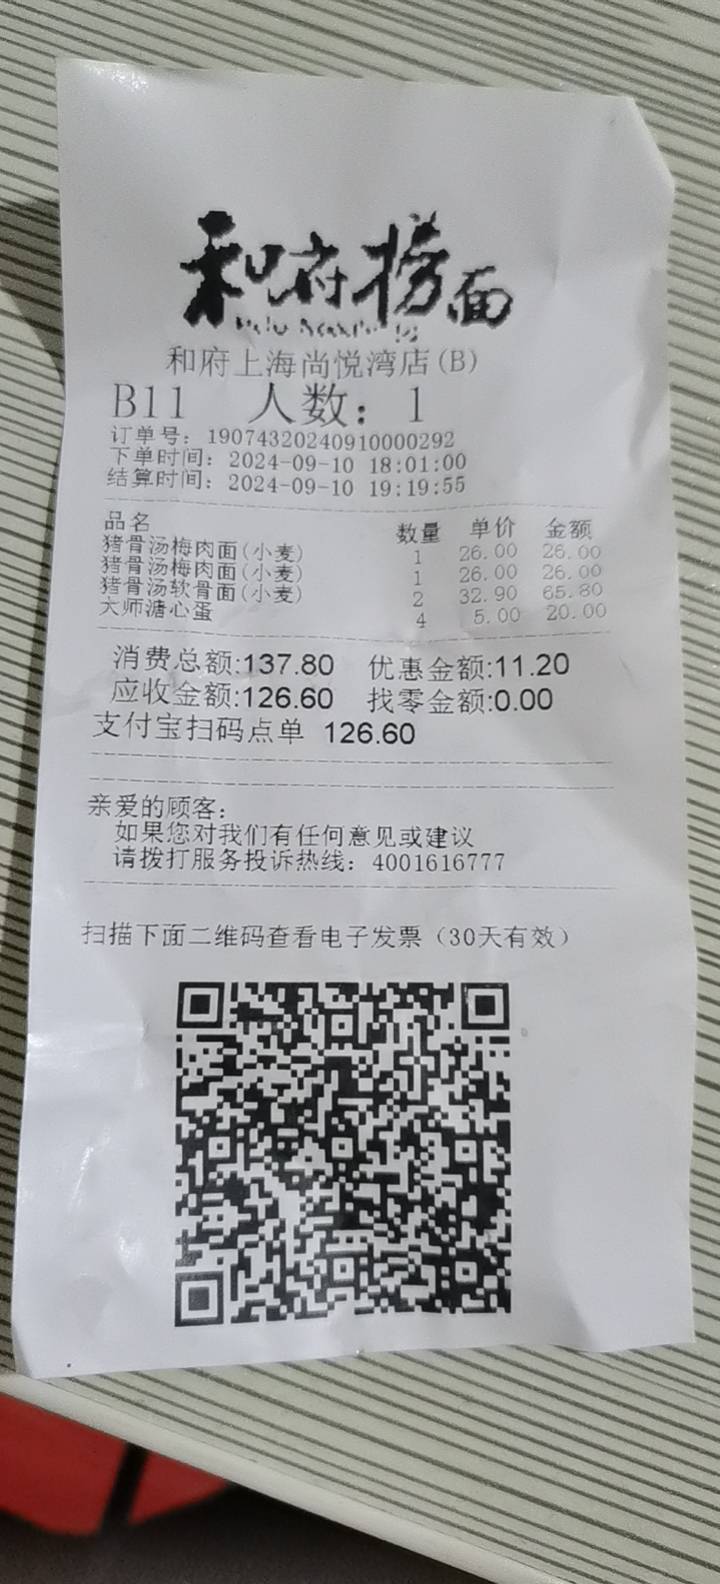 和府捞面
和府上海尚悦湾店(B)
B11 人数：1
订单号：19074320240910000292
下单时间：2024-09-10 18:01:00
结算时间：2024-09-10 19:19:55
品名 数量 单价 金额
猪骨汤梅肉面(小麦) 1 26.00 26.00
猪骨汤梅肉面(小麦) 1 26.00 26.00
猪骨汤软骨面(小麦) 2 32.90 65.80
大师溏心蛋 4 5.00 20.00
消费总额:137.80 优惠金额:11.20
应收金额:126.60 找零金额:0.00
支付宝扫码点单 126.60
亲爱的顾客：
如果您对我们有任何意见或建议
请拨打服务投诉热线：4001616777
扫描下面二维码查看电子发票（30天有效）